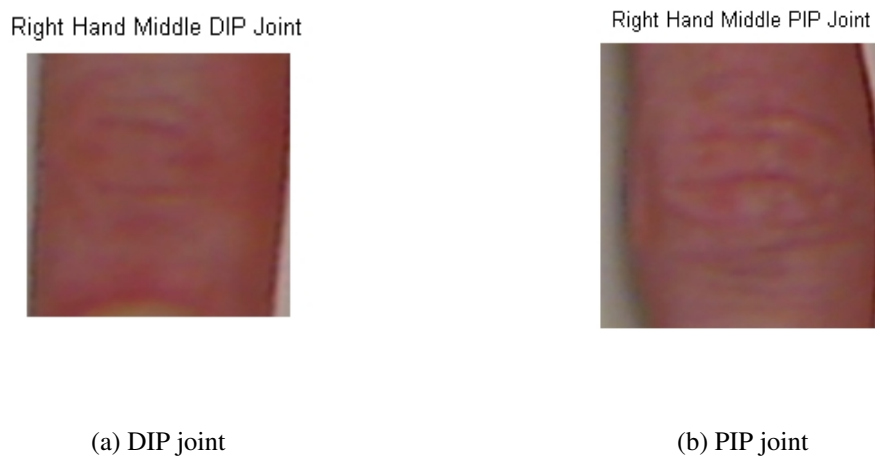 Right Hand Middle DIP Joint
Right Hand Middle PIP Joint
(a) DIP joint
(b) PIP joint